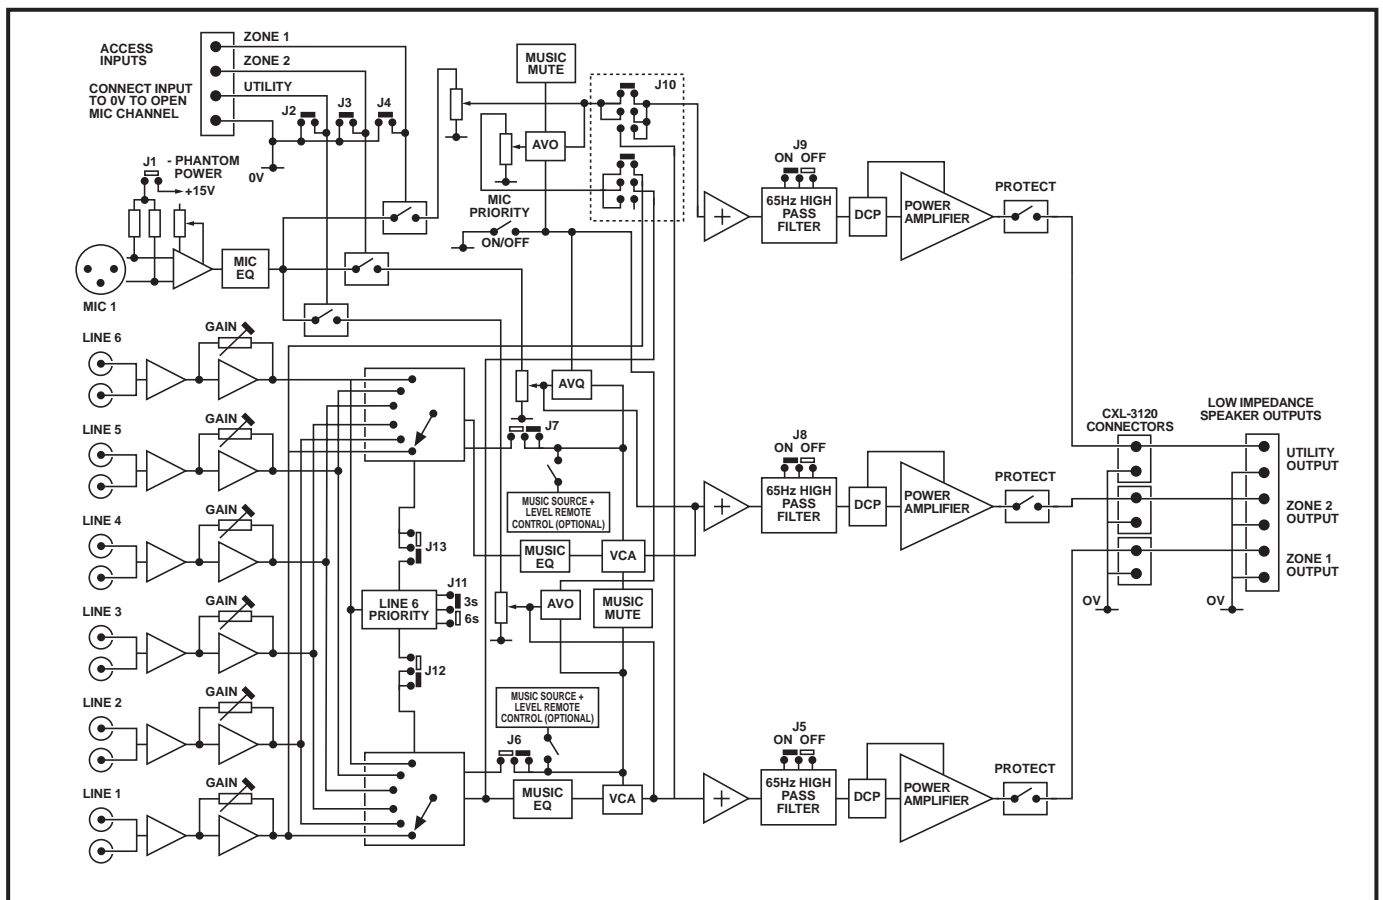 ACCESS
INPUTS
CONNECT INPUT
TO 0V TO OPEN
MIC CHANNEL
ZONE 1
ZONE 2
UTILITY
J2
J3
J4
0V
J1
- PHANTOM
POWER
+15V
MIC 1
MIC
EQ
MUSIC
MUTE
AVO
MIC
PRIORITY
ON/OFF
J10
J9
ON OFF
65Hz HIGH
PASS
FILTER
DCP
POWER
AMPLIFIER
PROTECT
LINE 6
GAIN
LINE 5
GAIN
LINE 4
GAIN
LINE 3
GAIN
LINE 2
GAIN
LINE 1
GAIN
AVQ
J7
MUSIC SOURCE +
LEVEL REMOTE
CONTROL (OPTIONAL)
J13
MUSIC
EQ
VCA
J11
3s
6s
LINE 6
PRIORITY
AVO
MUSIC
MUTE
J12
MUSIC SOURCE +
LEVEL REMOTE
CONTROL (OPTIONAL)
J6
MUSIC
EQ
VCA
J8
ON OFF
65Hz HIGH
PASS
FILTER
DCP
POWER
AMPLIFIER
PROTECT
J5
ON OFF
65Hz HIGH
PASS
FILTER
DCP
POWER
AMPLIFIER
PROTECT
CXL-3120
CONNECTORS
OV
LOW IMPEDANCE
SPEAKER OUTPUTS
UTILITY
OUTPUT
ZONE 2
OUTPUT
ZONE 1
OUTPUT
OV